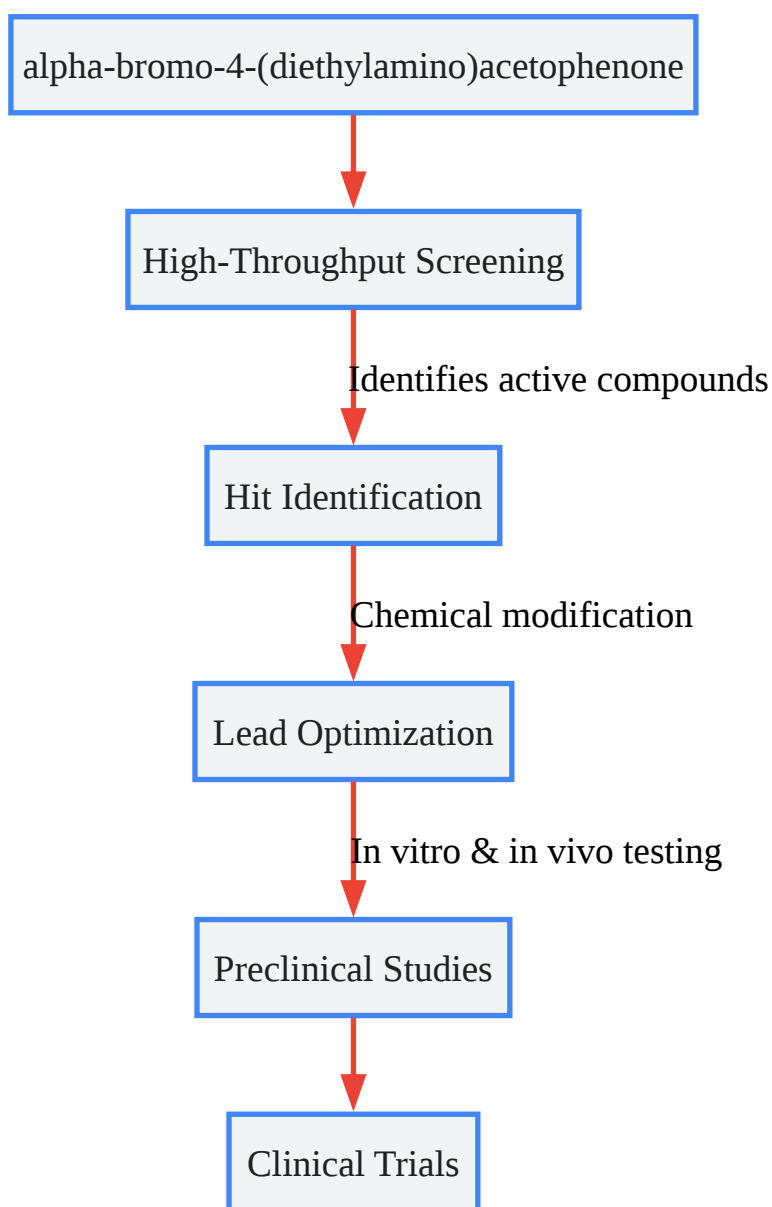 alpha-bromo-4-(diethylamino)acetophenone
High-Throughput Screening
Identifies active compounds
Hit Identification
Chemical modification
Lead Optimization
In vitro & in vivo testing
Preclinical Studies
Clinical Trials